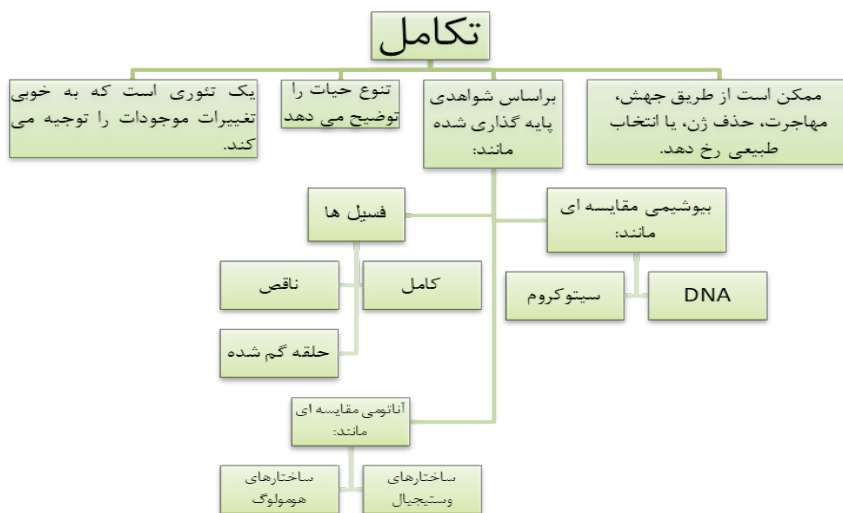 تکامل
ممکن است از طریق جهش،
مهاجرت، حذف ژن، یا انتخاب
طبیعی رخ دهد.
براساس شواهدی
پایه گذاری شده
مانند:
تنوع حیات را
توضیح می دهد
یک تئوری است که به خوبی
تغییرات موجودات را توجیه می
کند.
بیوشیمی مقایسه ای
مانند:
DNA
سیتوکروم
فسیل ها
کامل
ناقص
حلقه گم شده
آناتومی مقایسه ای
مانند:
ساختارهای
وستیجیال
ساختارهای
هومولوگ